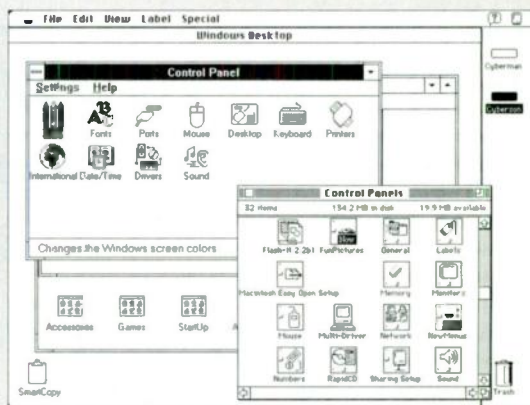 File Edit View Label Special
Windows Desktop
Cyberman
Control Panel
Settings Help
Fonts Ports Mouse Desktop Keyboard Printers
International Date/Time Drivers Sound
Changes the Windows screen colors
Accessories Games StartUp
SmartCopy
Control Panels
32 items 134.2 MB in disk 19.9 MB available
FunPictures General Labels
Macintosh Easy Open Setup Memory Monitors
Mouse Multi-Driver Network NowMenus
Numbers RapidCD Sharing Setup Sound
Trash